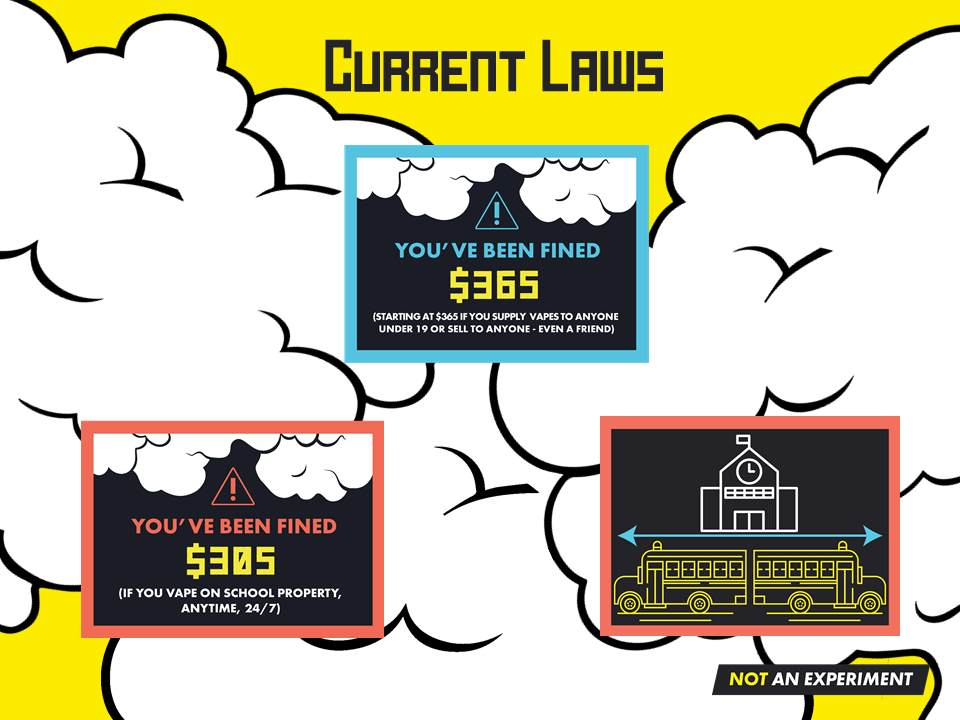 CURRENT LAWS
YOU'VE BEEN FINED
$365
(STARTING AT $365 IF YOU SUPPLY VAPES TO ANYONE
UNDER 19 OR SELL TO ANYONE - EVEN A FRIEND)
YOU'VE BEEN FINED
$305
(IF YOU VAPE ON SCHOOL PROPERTY,
ANYTIME, 24/7)
NOT AN EXPERIMENT